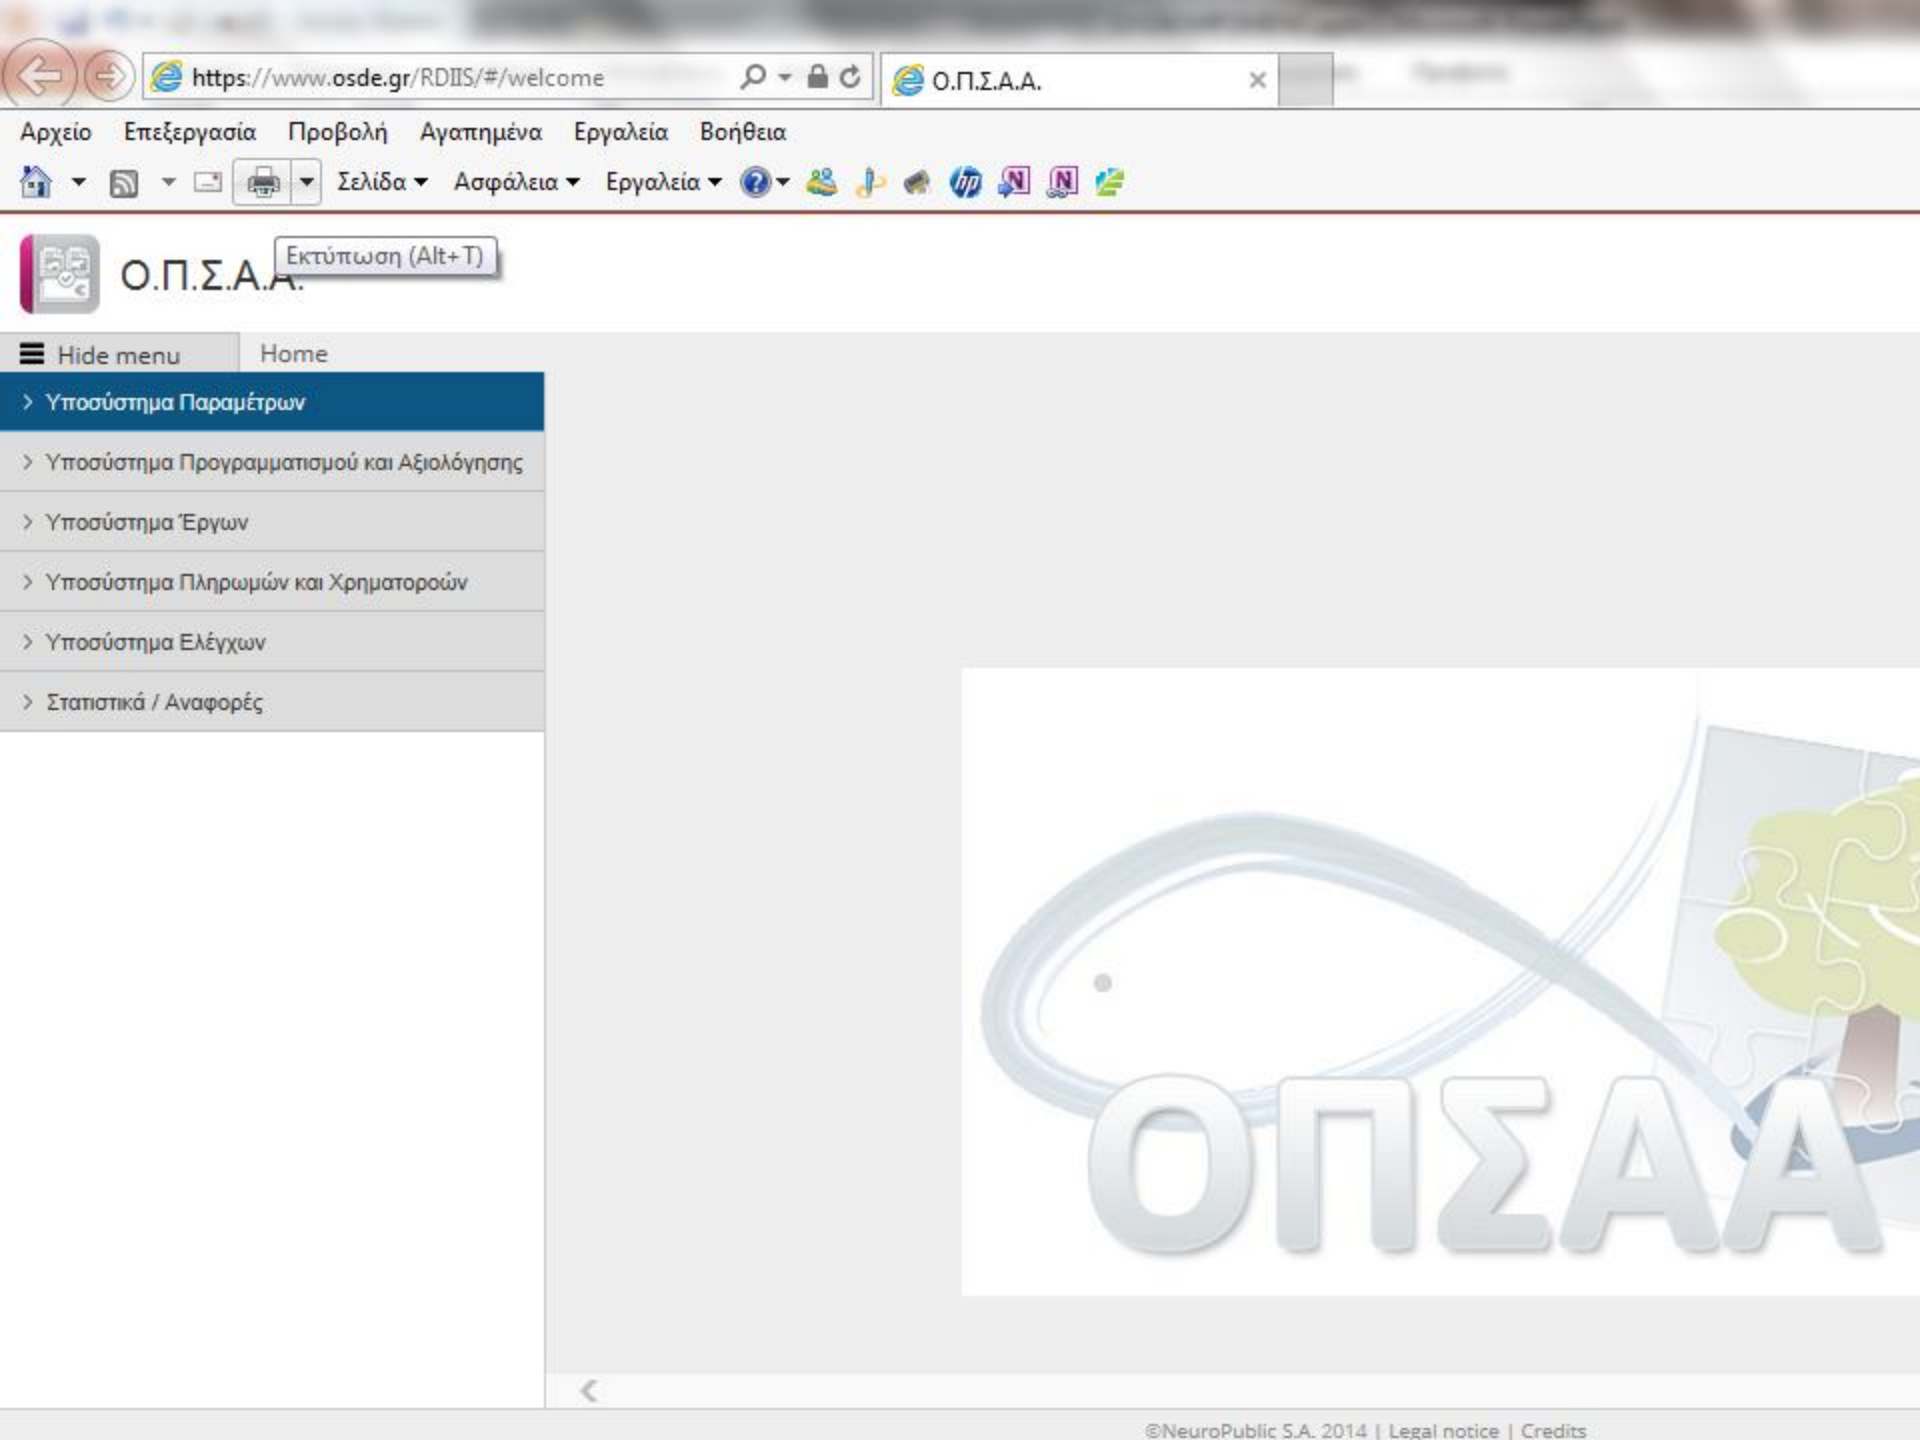 https://www.osde.gr/RDIIS/#/welcome
Ο.Π.Σ.Α.Α.
Αρχείο Επεξεργασία Προβολή Αγαπημένα Εργαλεία Βοήθεια
Σελίδα Ασφάλεια Εργαλεία
Εκτύπωση (Alt+T)
Ο.Π.Σ.Α.Α.
Hide menu Home
Υποσύστημα Παραμέτρων
Υποσύστημα Προγραμματισμού και Αξιολόγησης
Υποσύστημα Έργων
Υποσύστημα Πληρωμών και Χρηματοροών
Υποσύστημα Ελέγχων
Στατιστικά / Αναφορές
ΟΠΣΑΑ
©NeuroPublic S.A. 2014 | Legal notice | Credits